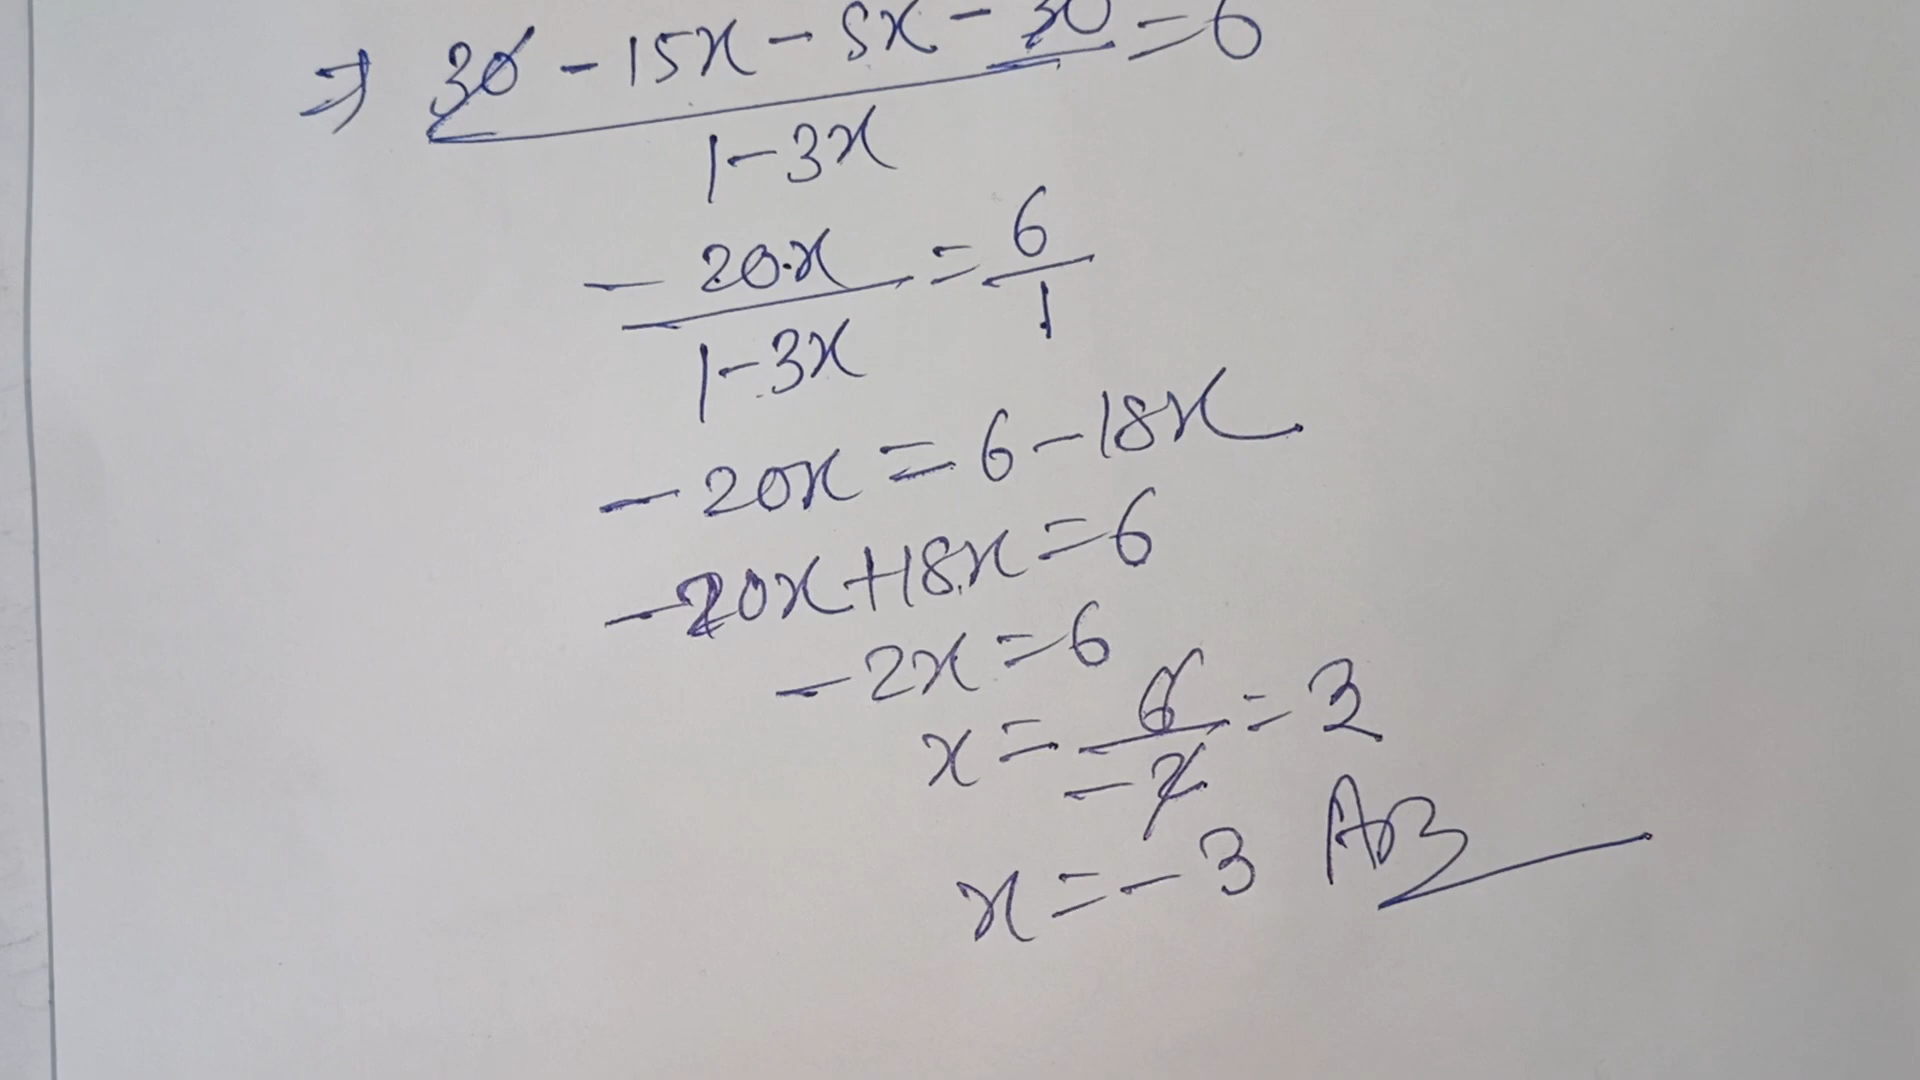 ⇒ 30 - 15x - 5x - 30 = 6
1-3x
- 20x = 6
1-3x 1
- 20x = 6 - 18x
- 20x + 18x = 6
- 2x = 6
x = 6 = 3
- 2
x = - 3 Ans